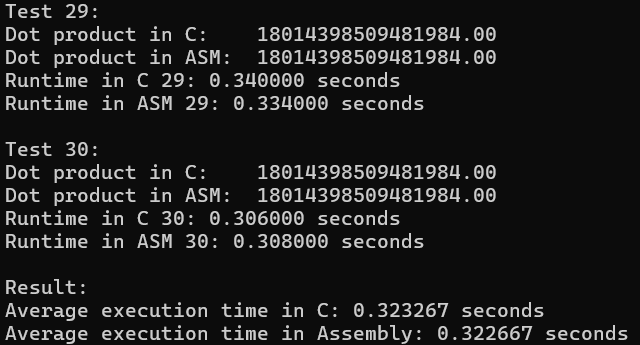 Test 29:
Dot product in C:    18014398509481984.00
Dot product in ASM:  18014398509481984.00
Runtime in C 29: 0.340000 seconds
Runtime in ASM 29: 0.334000 seconds

Test 30:
Dot product in C:    18014398509481984.00
Dot product in ASM:  18014398509481984.00
Runtime in C 30: 0.306000 seconds
Runtime in ASM 30: 0.308000 seconds

Result:
Average execution time in C: 0.323267 seconds
Average execution time in Assembly: 0.322667 seconds